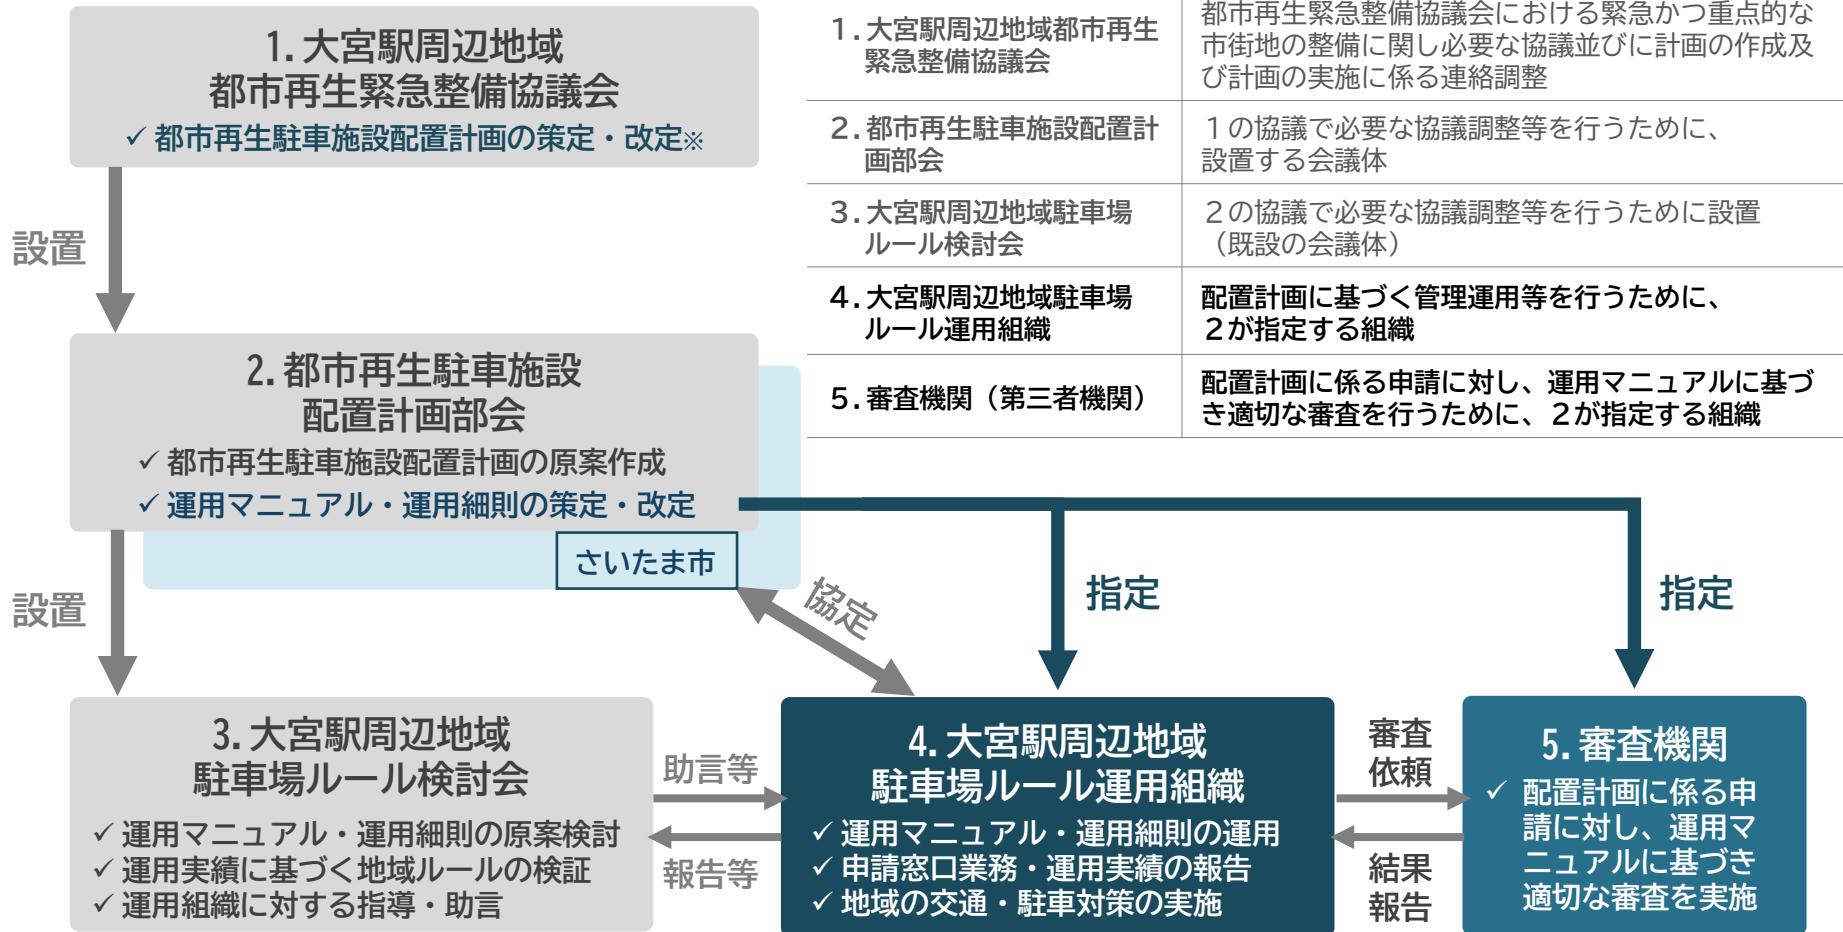 1.大宮駅周辺地域
都市再生緊急整備協議会
✓ 都市再生駐車施設配置計画の策定・改定※
設置
2.都市再生駐車施設
配置計画部会
✓ 都市再生駐車施設配置計画の原案作成
✓ 運用マニュアル・運用細則の策定・改定
さいたま市
設置
協定
指定
指定
3.大宮駅周辺地域
駐車場ルール検討会
✓ 運用マニュアル・運用細則の原案検討
✓ 運用実績に基づく地域ルールの検証
✓ 運用組織に対する指導・助言
助言等
報告等
4.大宮駅周辺地域
駐車場ルール運用組織
✓ 運用マニュアル・運用細則の運用
✓ 申請窓口業務・運用実績の報告
✓ 地域の交通・駐車対策の実施
審査
依頼
結果
報告
5.審査機関
✓ 配置計画に係る申
請に対し、運用マ
ニュアルに基づき
適切な審査を実施
1.大宮駅周辺地域都市再生
緊急整備協議会
都市再生緊急整備協議会における緊急かつ重点的な
市街地の整備に関し必要な協議並びに計画の作成及
び計画の実施に係る連絡調整
2.都市再生駐車施設配置計
画部会
1の協議で必要な協議調整等を行うために、
設置する会議体
3.大宮駅周辺地域駐車場
ルール検討会
2の協議で必要な協議調整等を行うために設置
（既設の会議体）
4.大宮駅周辺地域駐車場
ルール運用組織
配置計画に基づく管理運用等を行うために、
2が指定する組織
5.審査機関（第三者機関）
配置計画に係る申請に対し、運用マニュアルに基づ
き適切な審査を行うために、2が指定する組織